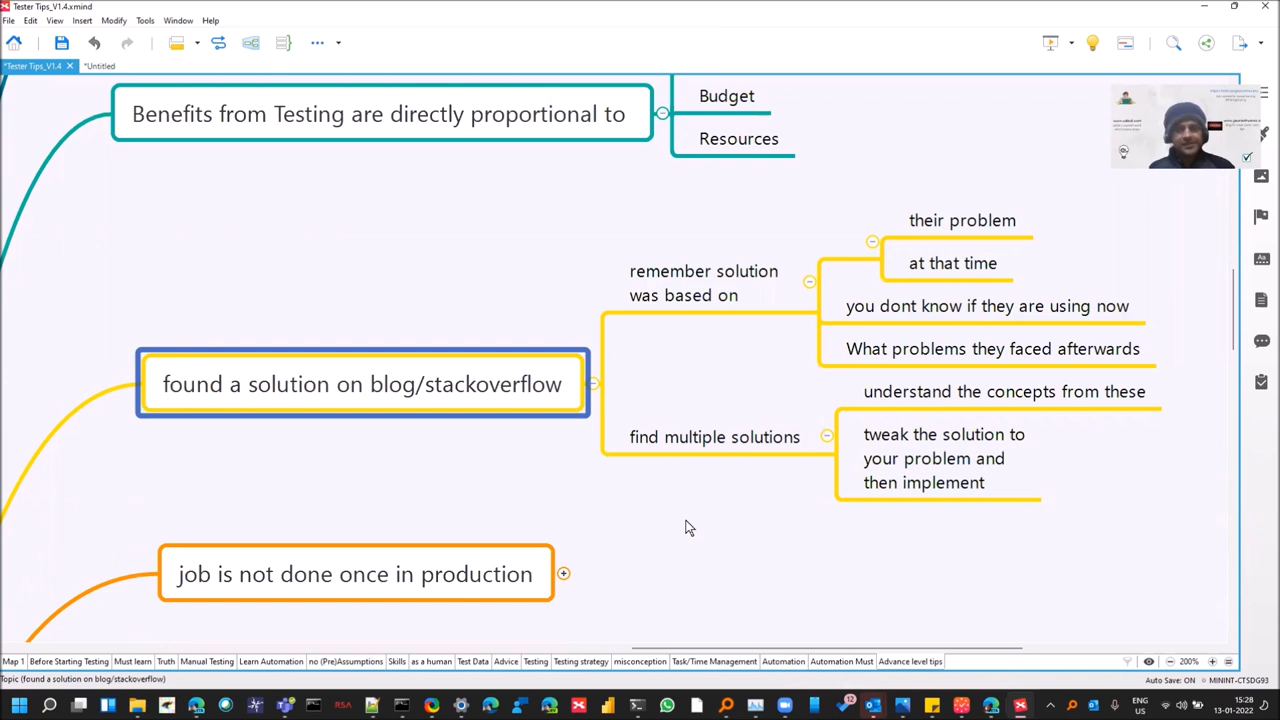 Tester Tips_V1.4.xmind
File Edit View Insert Modify Tools Window Help
*Tester Tips_V1.4
*Untitled
Benefits from Testing are directly proportional to
Budget
Resources
found a solution on blog/stackoverflow
remember solution
was based on
their problem
at that time
you dont know if they are using now
What problems they faced afterwards
find multiple solutions
understand the concepts from these
tweak the solution to
your problem and
then implement
job is not done once in production
Map 1 Before Starting Testing Must learn Truth Manual Testing Learn Automation no (Pre)Assumptions Skills as a human Test Data Advice Testing Testing strategy misconception Task/Time Management Automation Automation Must Advance level tips
200%
Topic (found a solution on blog/stackoverflow)
Auto Save: ON MININT-CTSDG93
RSA
12
ENG
US
15:28
13-01-2022